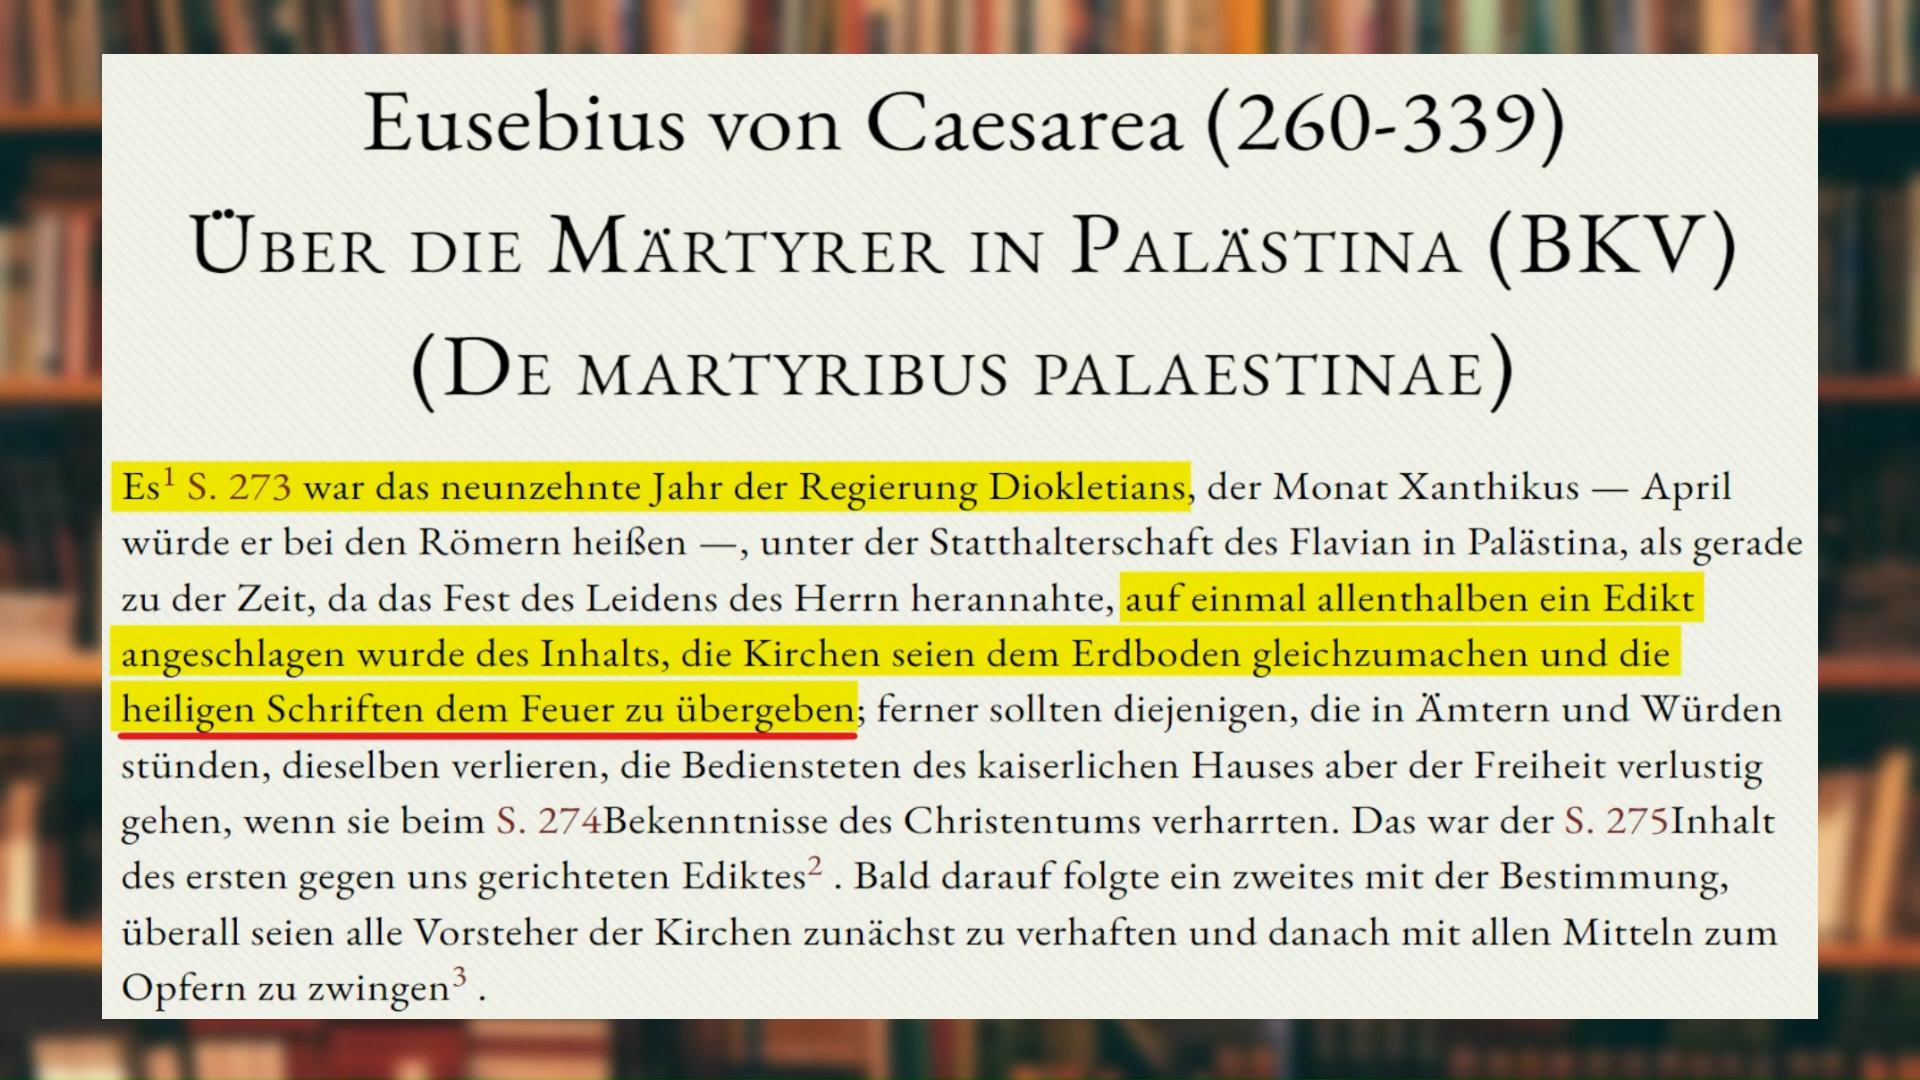 Eusebius von Caesarea (260-339)
Über die Märtyrer in Palästina (BKV)
(De martyribus palaestinae)
Es¹ S. 273 war das neunzehnte Jahr der Regierung Diokletians, der Monat Xanthikus — April
würde er bei den Römern heißen —, unter der Statthalterschaft des Flavian in Palästina, als gerade
zu der Zeit, da das Fest des Leidens des Herrn herannahte, auf einmal allenthalben ein Edikt
angeschlagen wurde des Inhalts, die Kirchen seien dem Erdboden gleichzumachen und die
heiligen Schriften dem Feuer zu übergeben; ferner sollten diejenigen, die in Ämtern und Würden
stünden, dieselben verlieren, die Bediensteten des kaiserlichen Hauses aber der Freiheit verlustig
gehen, wenn sie beim S. 274Bekenntnisse des Christentums verharrten. Das war der S. 275Inhalt
des ersten gegen uns gerichteten Ediktes² . Bald darauf folgte ein zweites mit der Bestimmung,
überall seien alle Vorsteher der Kirchen zunächst zu verhaften und danach mit allen Mitteln zum
Opfern zu zwingen³ .